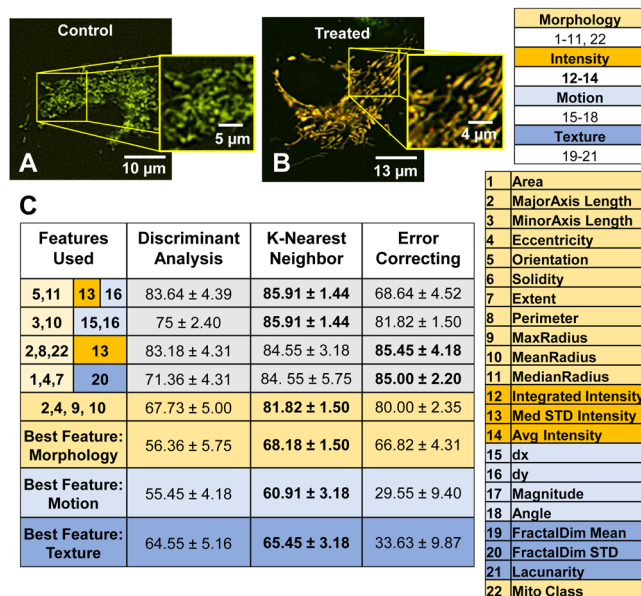 Control
5 µm
10 µm
A
Treated
4 µm
13 µm
B
Morphology
1-11, 22
Intensity
12-14
Motion
15-18
Texture
19-21
C
Features Used Discriminant Analysis K-Nearest Neighbor Error Correcting
5,11 13 16 83.64 ± 4.39 85.91 ± 1.44 68.64 ± 4.52
3,10 15,16 75 ± 2.40 85.91 ± 1.44 81.82 ± 1.50
2,8,22 13 83.18 ± 4.31 84.55 ± 3.18 85.45 ± 4.18
1,4,7 20 71.36 ± 4.31 84. 55 ± 5.75 85.00 ± 2.20
2,4, 9, 10 67.73 ± 5.00 81.82 ± 1.50 80.00 ± 2.35
Best Feature: Morphology 56.36 ± 5.75 68.18 ± 1.50 66.82 ± 4.31
Best Feature: Motion 55.45 ± 4.18 60.91 ± 3.18 29.55 ± 9.40
Best Feature: Texture 64.55 ± 5.16 65.45 ± 3.18 33.63 ± 9.87
1 Area
2 MajorAxis Length
3 MinorAxis Length
4 Eccentricity
5 Orientation
6 Solidity
7 Extent
8 Perimeter
9 MaxRadius
10 MeanRadius
11 MedianRadius
12 Integrated Intensity
13 Med STD Intensity
14 Avg Intensity
15 dx
16 dy
17 Magnitude
18 Angle
19 FractalDim Mean
20 FractalDim STD
21 Lacunarity
22 Mito Class